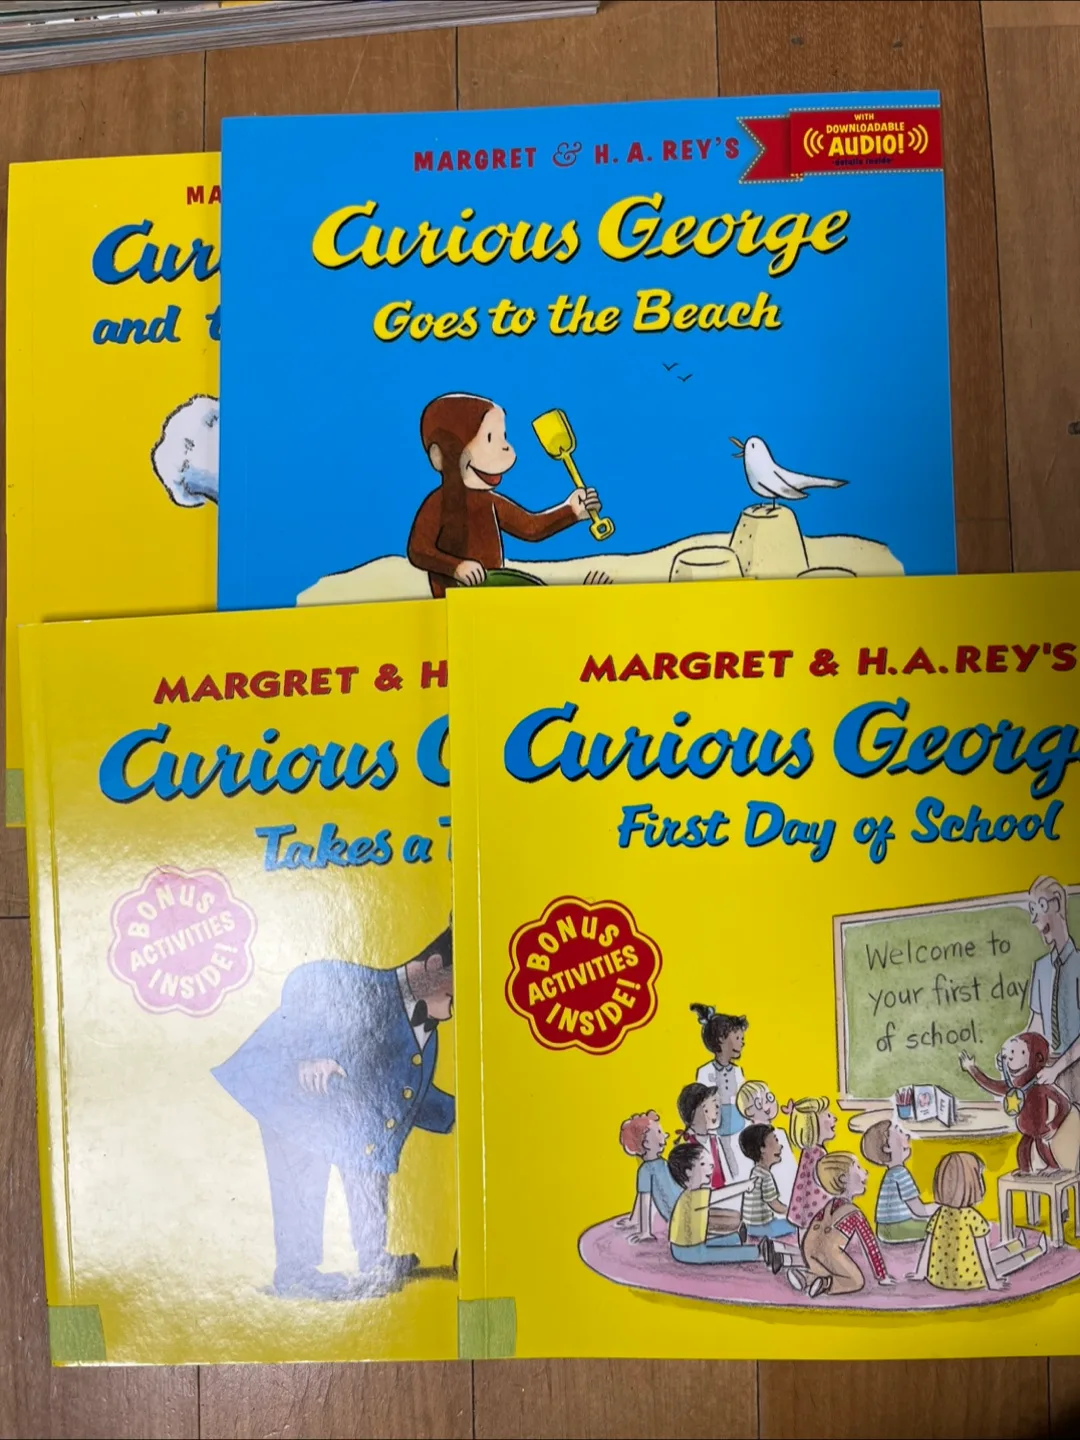 MA
Cur
and t
MARGRET & H. A. REY'S
WITH
DOWNLOADABLE
AUDIO!
details inside
Curious George
Goes to the Beach
MARGRET & H
Curious G
Takes a T
BONUS
ACTIVITIES
INSIDE!
MARGRET & H.A.REY'S
Curious Georg
First Day of School
BONUS
ACTIVITIES
INSIDE!
Welcome to
your first day
of school.